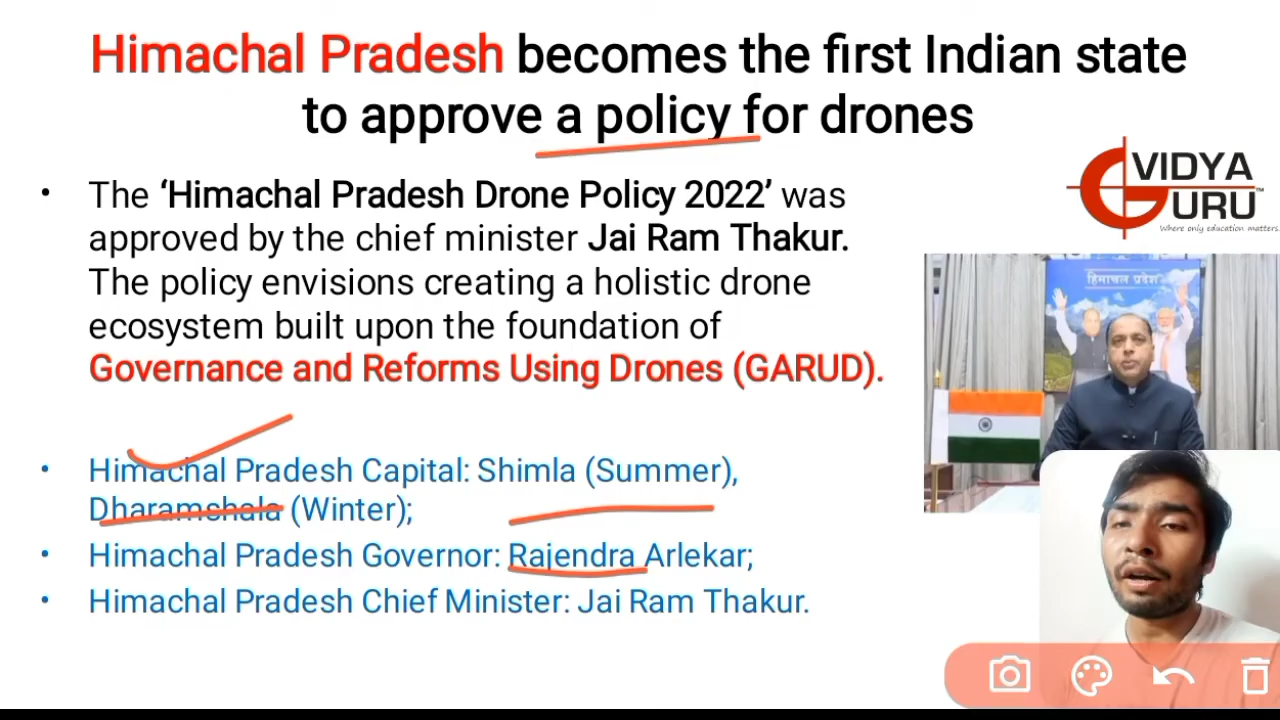 Himachal Pradesh becomes the first Indian state
to approve a policy for drones
VIDYA
GURU
TM
Where only education matters.
• The ‘Himachal Pradesh Drone Policy 2022’ was
approved by the chief minister Jai Ram Thakur.
The policy envisions creating a holistic drone
ecosystem built upon the foundation of
Governance and Reforms Using Drones (GARUD).
हिमाचल प्रदेश
• Himachal Pradesh Capital: Shimla (Summer),
Dharamshala (Winter);
• Himachal Pradesh Governor: Rajendra Arlekar;
• Himachal Pradesh Chief Minister: Jai Ram Thakur.